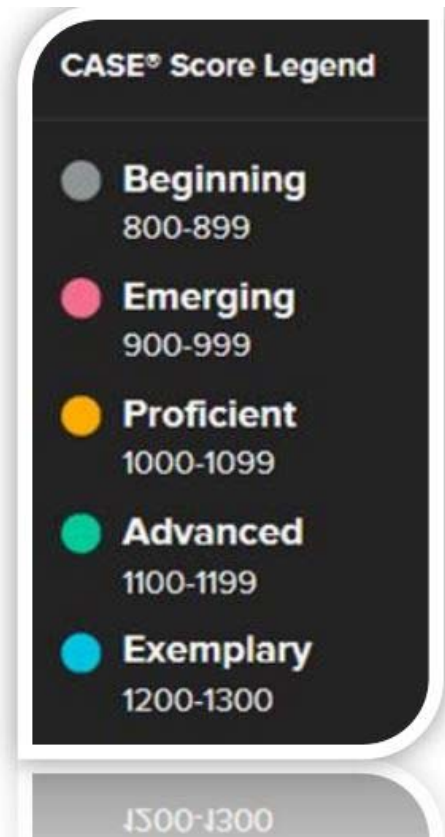 CASE® Score Legend
Beginning
800-899
Emerging
900-999
Proficient
1000-1099
Advanced
1100-1199
Exemplary
1200-1300
1200-1300